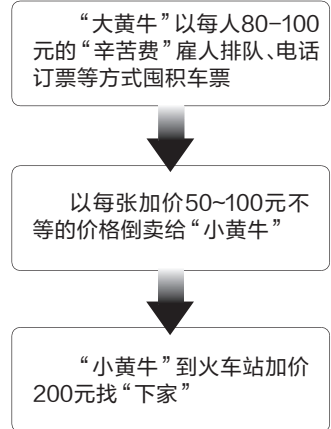 “大黄牛”以每人80-100
元的“辛苦费”雇人排队、电话
订票等方式囤积车票
以每张加价50~100元不
等的价格倒卖给“小黄牛”
“小黄牛”到火车站加价
200元找“下家”